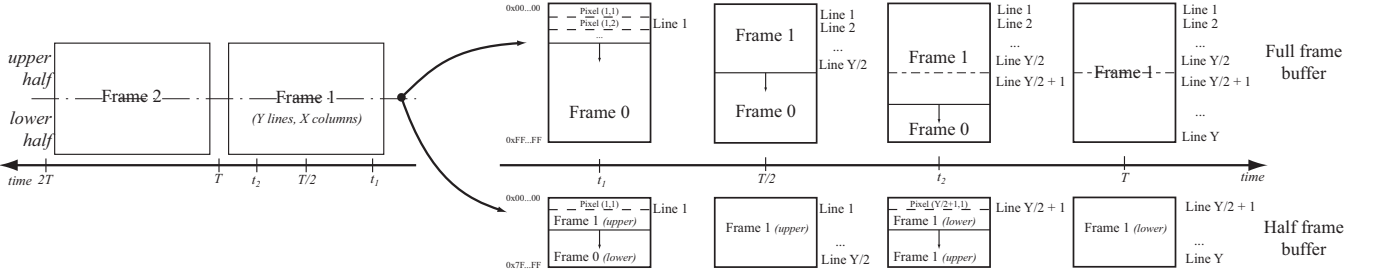 upper
half
lower
half
Frame 2
Frame 1
(Y lines, X columns)
time
2T
T
t2
T/2
t1
0x00...00
Pixel (1,1)
Pixel (1,2)
...
Line 1
Frame 0
0xFF...FF
Frame 1
Frame 0
Line 1
Line 2
...
Line Y/2
Frame 1
Frame 0
Line 1
Line 2
...
Line Y/2
Line Y/2 + 1
Frame 1
Line 1
Line 2
...
Line Y/2
Line Y/2 + 1
...
Line Y
Full frame
buffer
t1
T/2
t2
T
time
0x00...00
Pixel (1,1)
Line 1
Frame 1 (upper)
Frame 0 (lower)
0x7F...FF
Frame 1 (upper)
Line 1
...
Line Y/2
Pixel (Y/2+1,1)
Frame 1 (lower)
Frame 1 (upper)
Line Y/2 + 1
Frame 1 (lower)
Line Y/2 + 1
...
Line Y
Half frame
buffer